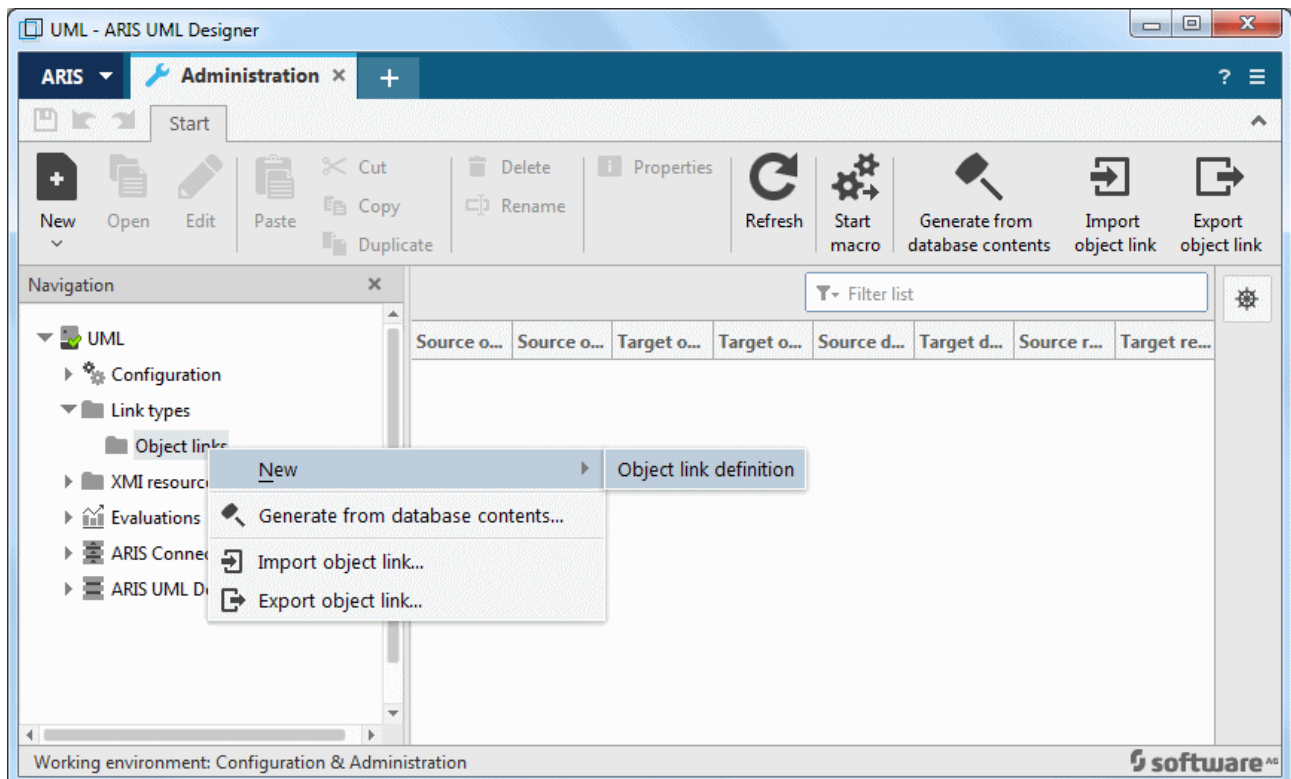 UML - ARIS UML Designer
ARIS Administration
Start
New
Open
Edit
Paste
Cut
Copy
Duplicate
Delete
Rename
Properties
Refresh
Start macro
Generate from database contents
Import object link
Export object link
Navigation
Filter list
UML
Configuration
Link types
Object links
XMI resourc
Evaluations
ARIS Connec
ARIS UML D
Source o... Source o... Target o... Target o... Source d... Target d... Source r... Target re...
New
Object link definition
Generate from database contents...
Import object link...
Export object link...
Working environment: Configuration & Administration
software AG